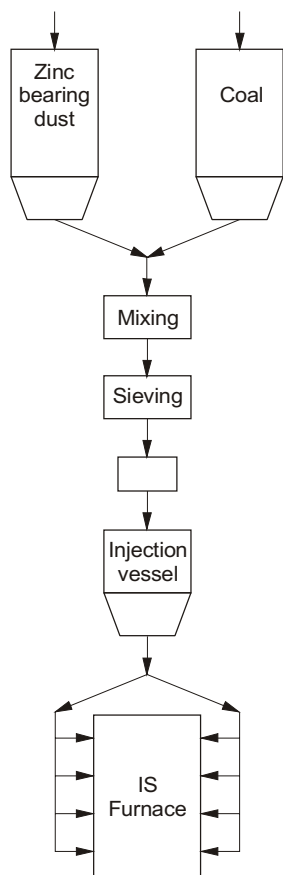 Zinc
bearing
dust
Coal
Mixing
Sieving
Injection
vessel
IS
Furnace